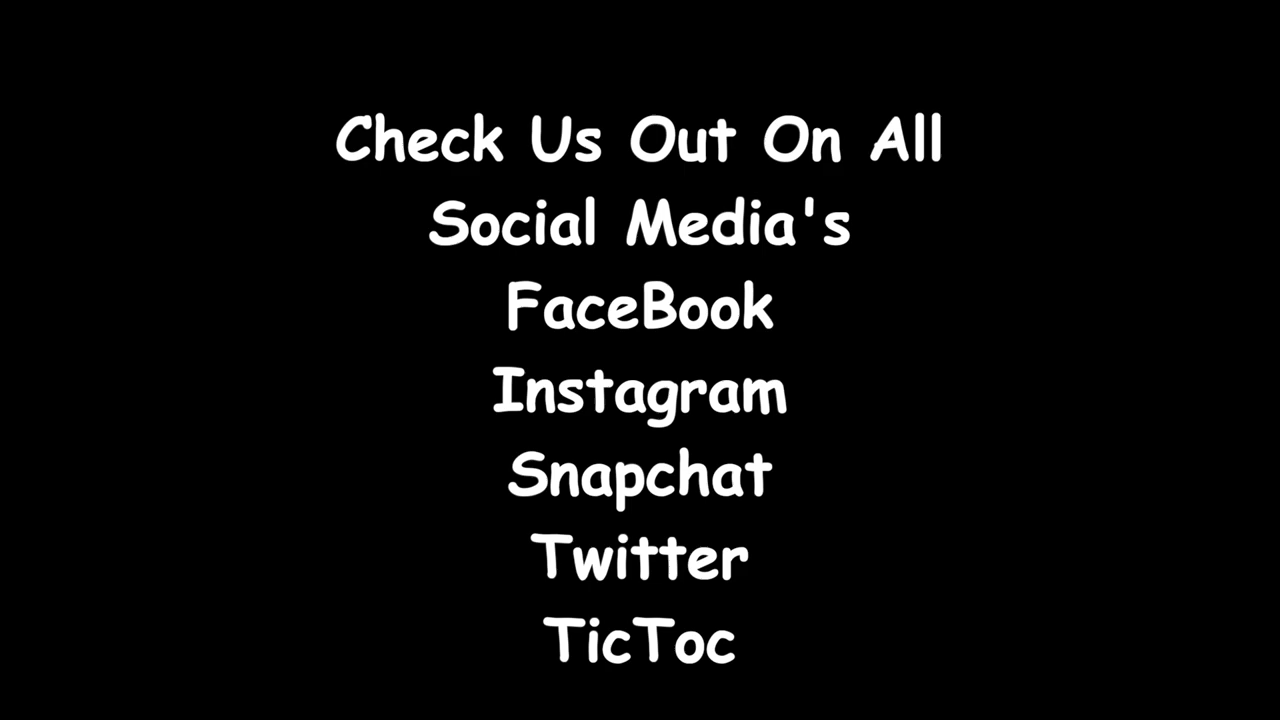 Check Us Out On All
Social Media's
FaceBook
Instagram
Snapchat
Twitter
TicToc